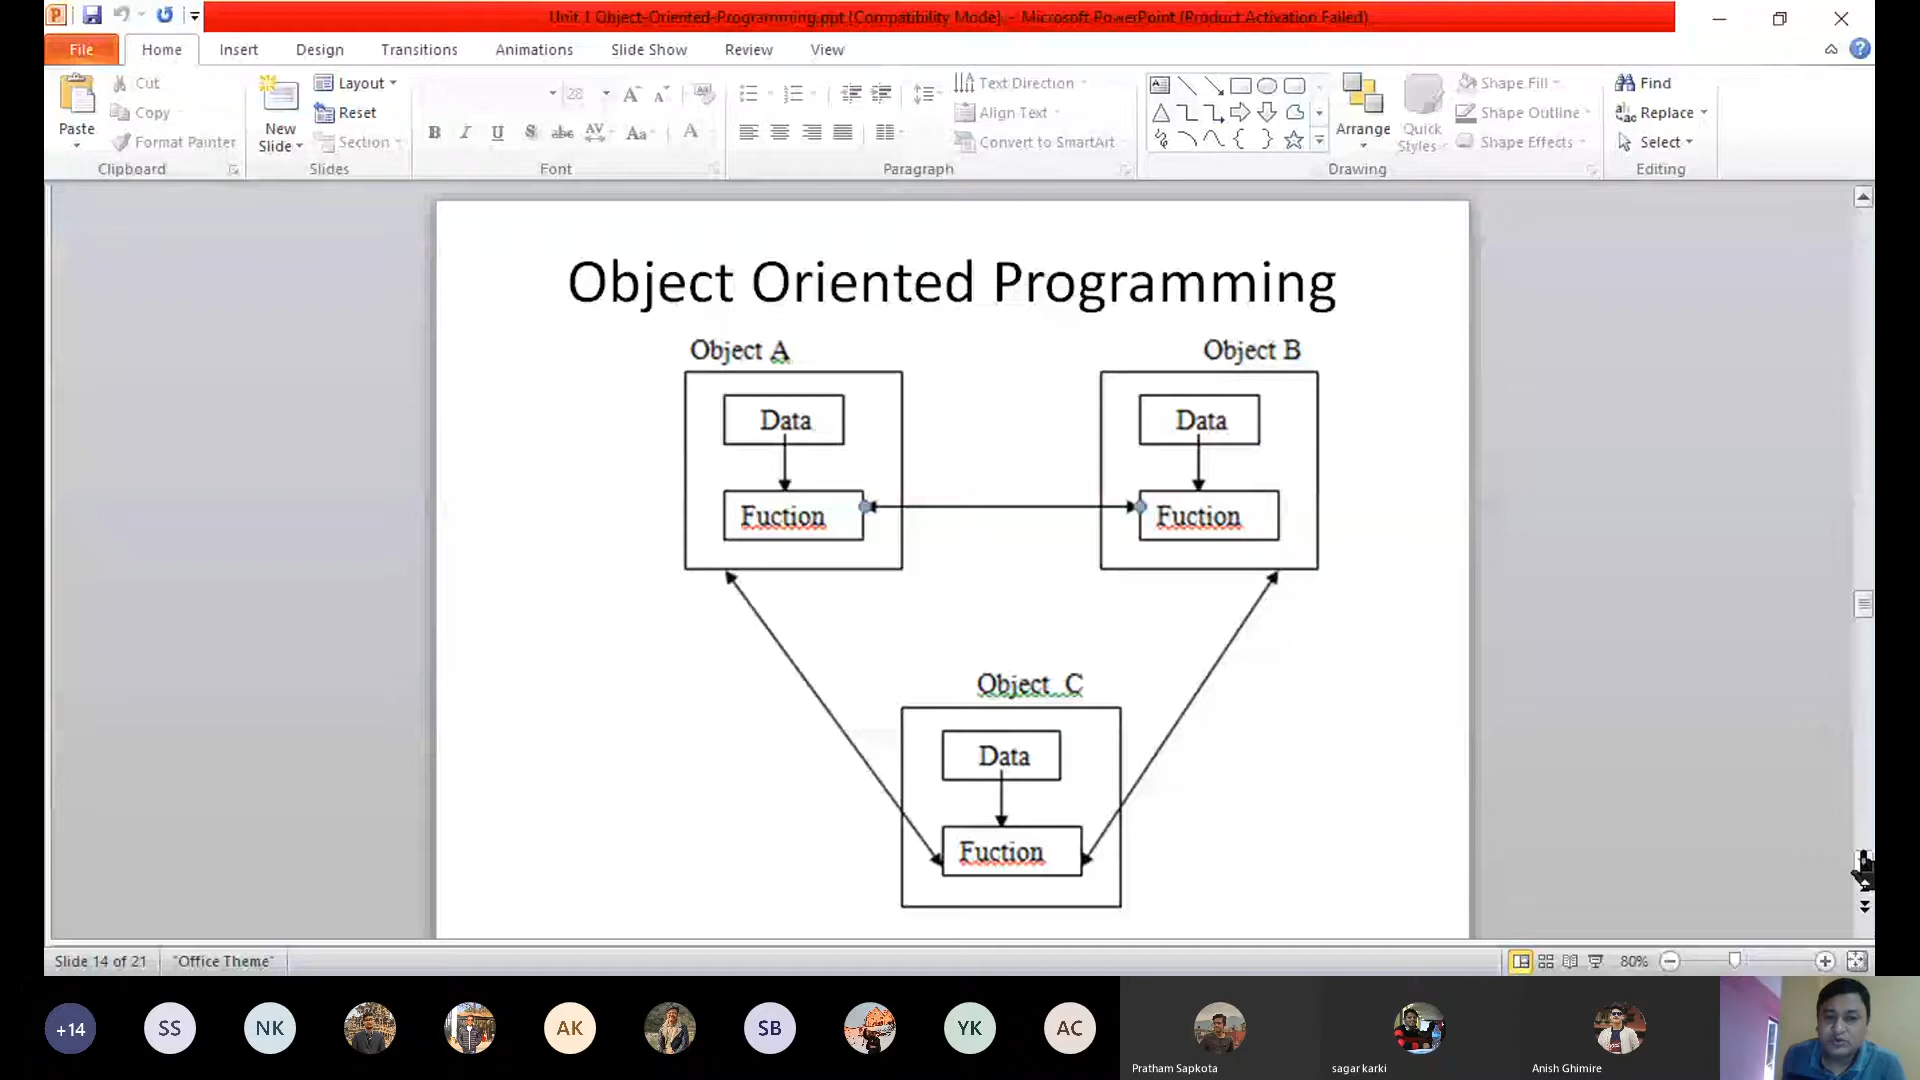 Unit 1 Object-Oriented-Programming.ppt [Compatibility Mode] - Microsoft PowerPoint (Product Activation Failed)
File Home Insert Design Transitions Animations Slide Show Review View
Paste
Cut
Copy
Format Painter
Clipboard
New Slide
Layout
Reset
Section
Slides
28
Font
Text Direction
Align Text
Convert to SmartArt
Paragraph
Arrange
Quick Styles
Shape Fill
Shape Outline
Shape Effects
Drawing
Find
Replace
Select
Editing
Object Oriented Programming
Object A
Object B
Data
Data
Fuction
Fuction
Object C
Data
Fuction
Slide 14 of 21
"Office Theme"
80%
+14
SS
NK
AK
SB
YK
AC
Pratham Sapkota
sagar karki
Anish Ghimire